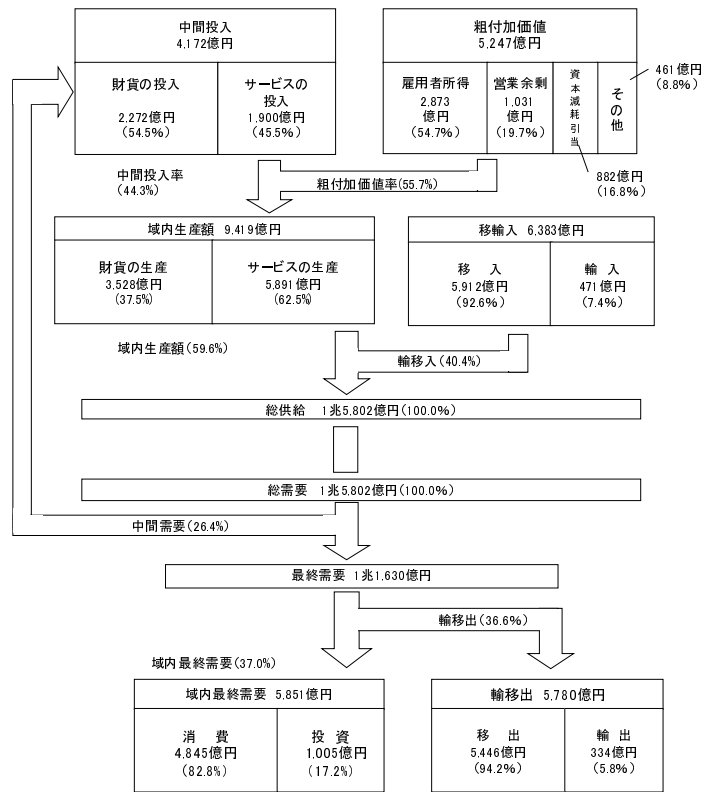 中間投入
4,172億円
財貨の投入
2,272億円
(54.5%)
サービスの
投入
1,900億円
(45.5%)
粗付加価値
5,247億円
雇用者所得
2,873
億円
(54.7%)
営業余剰
1,031
億円
(19.7%)
資本減耗引当
その他
461億円
(8.8%)
882億円
(16.8%)
中間投入率
(44.3%)
粗付加価値率(55.7%)
域内生産額 9,419億円
財貨の生産
3,528億円
(37.5%)
サービスの生産
5,891億円
(62.5%)
移輸入 6,383億円
移 入
5,912億円
(92.6%)
輸 入
471億円
(7.4%)
域内生産額(59.6%)
輸移入(40.4%)
総供給 1兆5,802億円(100.0%)
総需要 1兆5,802億円(100.0%)
中間需要(26.4%)
最終需要 1兆1,630億円
輸移出(36.6%)
域内最終需要(37.0%)
域内最終需要 5,851億円
消 費
4,845億円
(82.8%)
投 資
1,005億円
(17.2%)
輸移出 5,780億円
移 出
5,446億円
(94.2%)
輸 出
334億円
(5.8%)